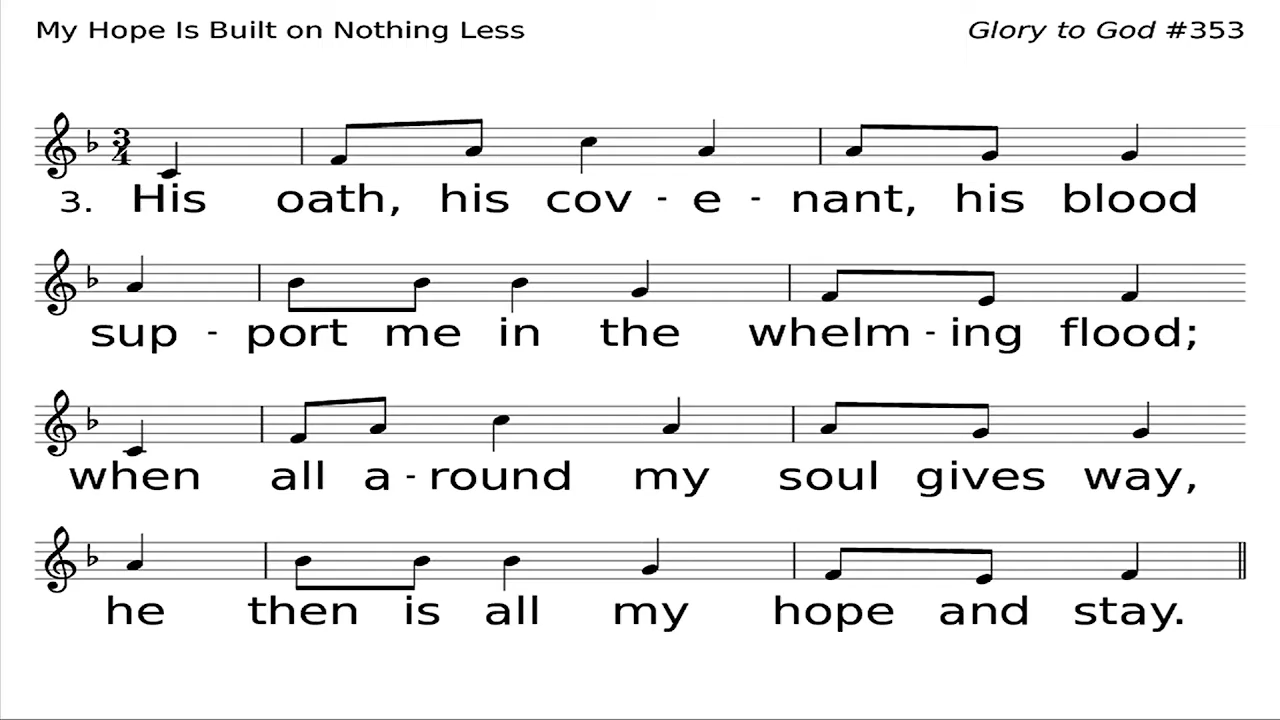 My Hope Is Built on Nothing Less Glory to God #353
3. His oath, his cov - e - nant, his blood
sup - port me in the whelm - ing flood;
when all a - round my soul gives way,
he then is all my hope and stay.